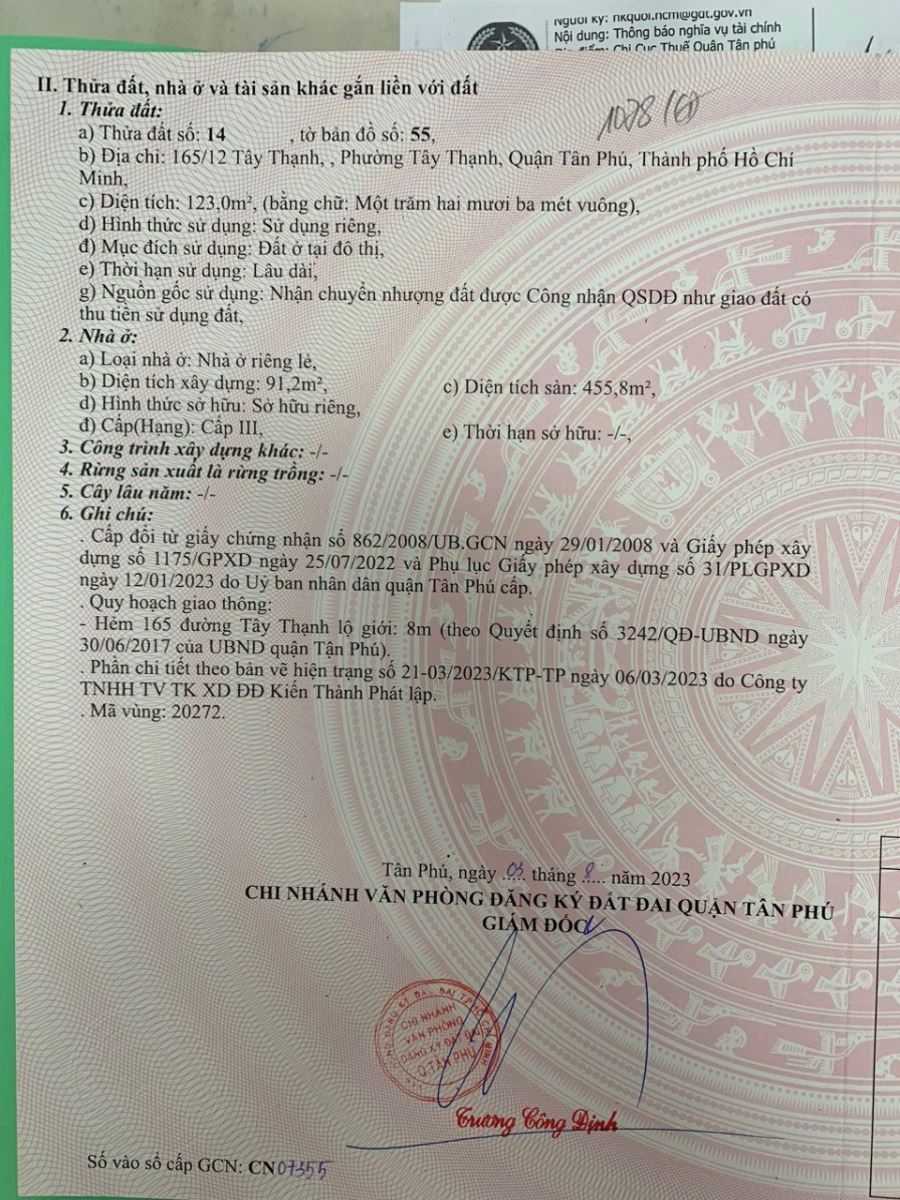 Người ký: nkquoi.hcm@gdt.gov.vn
Nội dung: Thông báo nghĩa vụ tài chính
Chi Cục Thuế Quận Tân phú
II. Thửa đất, nhà ở và tài sản khác gắn liền với đất
1078
1. Thửa đất:
a) Thửa đất số: 14 , tờ bản đồ số: 55,
b) Địa chỉ: 165/12 Tây Thạnh, , Phường Tây Thạnh, Quận Tân Phú, Thành phố Hồ Chí
Minh,
c) Diện tích: 123,0m², (bằng chữ: Một trăm hai mươi ba mét vuông),
d) Hình thức sử dụng: Sử dụng riêng,
đ) Mục đích sử dụng: Đất ở tại đô thị,
e) Thời hạn sử dụng: Lâu dài,
g) Nguồn gốc sử dụng: Nhận chuyển nhượng đất được Công nhận QSDĐ như giao đất có
thu tiền sử dụng đất,
2. Nhà ở:
a) Loại nhà ở: Nhà ở riêng lẻ,
b) Diện tích xây dựng: 91,2m², c) Diện tích sàn: 455,8m²,
d) Hình thức sở hữu: Sở hữu riêng,
đ) Cấp(Hạng): Cấp III, e) Thời hạn sở hữu: -/-,
3. Công trình xây dựng khác: -/-
4. Rừng sản xuất là rừng trồng: -/-
5. Cây lâu năm: -/-
6. Ghi chú:
. Cấp đổi từ giấy chứng nhận số 862/2008/UB.GCN ngày 29/01/2008 và Giấy phép xây
dựng số 1175/GPXD ngày 25/07/2022 và Phụ lục Giấy phép xây dựng số 31/PLGPXD
ngày 12/01/2023 do Uỷ ban nhân dân quận Tân Phú cấp.
. Quy hoạch giao thông:
- Hẻm 165 đường Tây Thạnh lộ giới: 8m (theo Quyết định số 3242/QĐ-UBND ngày
30/06/2017 của UBND quận Tận Phú).
. Phần chi tiết theo bản vẽ hiện trạng số 21-03/2023/KTP-TP ngày 06/03/2023 do Công ty
TNHH TV TK XD ĐĐ Kiến Thành Phát lập.
. Mã vùng: 20272.
Tân Phú, ngày 03 tháng 8 năm 2023
CHI NHÁNH VĂN PHÒNG ĐĂNG KÝ ĐẤT ĐAI QUẬN TÂN PHÚ
GIÁM ĐỐC
CHI NHÁNH
VĂN PHÒNG
ĐĂNG KÝ ĐẤT ĐAI
Q.TÂN PHÚ
Trương Công Định
Số vào sổ cấp GCN: CN07355